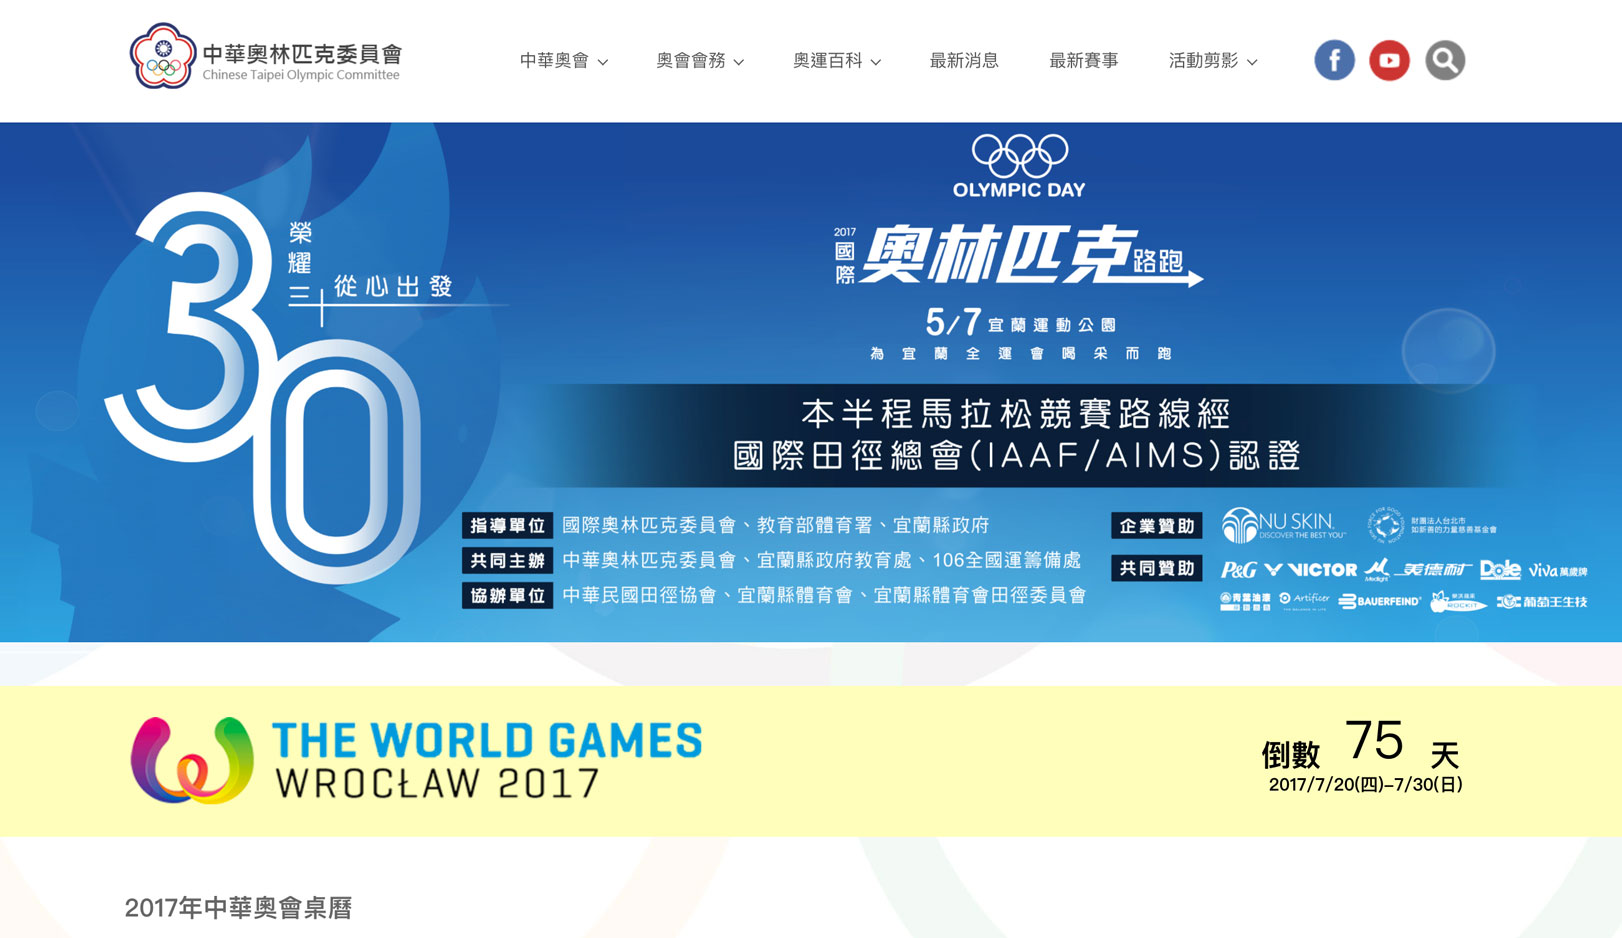 中華奧林匹克委員會
Chinese Taipei Olympic Committee
中華奧會
奧會會務
奧運百科
最新消息
最新賽事
活動剪影
OLYMPIC DAY
榮耀三十
從心出發
30
2017
國際
奧林匹克路跑
5/7 宜蘭運動公園
為宜蘭全運會喝采而跑
本半程馬拉松競賽路線經
國際田徑總會(IAAF/AIMS)認證
指導單位 國際奧林匹克委員會、教育部體育署、宜蘭縣政府
共同主辦 中華奧林匹克委員會、宜蘭縣政府教育處、106全國運籌備處
協辦單位 中華民國田徑協會、宜蘭縣體育會、宜蘭縣體育會田徑委員會
企業贊助
NU SKIN.
DISCOVER THE BEST YOU™
財團法人台北市
如新善的力量慈善基金會
共同贊助
P&G VICTOR Medlight 美德耐 Dole ViVa 萬歲牌
青葉油漆 Artificer BAUERFEIND® ROCKIT 葡萄王生技
THE WORLD GAMES
WROCŁAW 2017
倒數 75 天
2017/7/20(四)-7/30(日)
2017年中華奧會桌曆